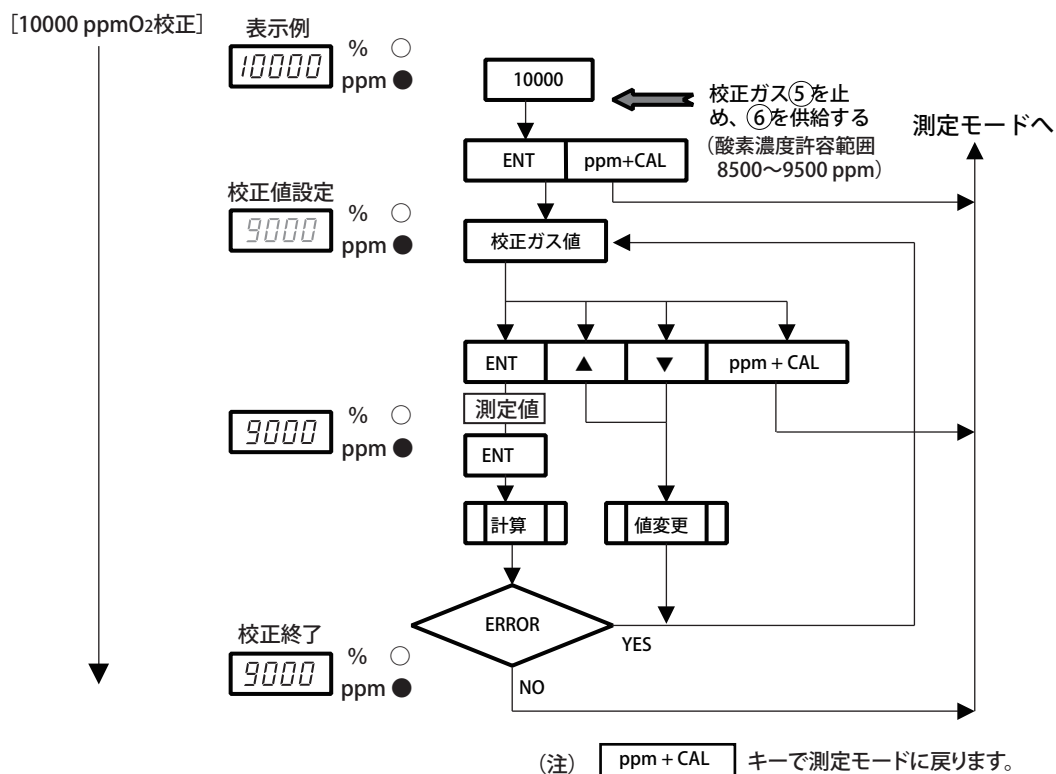 [10000 ppmO2校正]
表示例
10000
%
ppm
10000
校正ガス⑤を止
め、⑥を供給する
(酸素濃度許容範囲
8500〜9500 ppm)
測定モードへ
ENT
ppm+CAL
校正値設定
9000
%
ppm
校正ガス値
ENT
▲
▼
ppm + CAL
測定値
9000
%
ppm
ENT
計算
値変更
ERROR
YES
校正終了
9000
%
ppm
NO
(注) ppm + CAL キーで測定モードに戻ります。